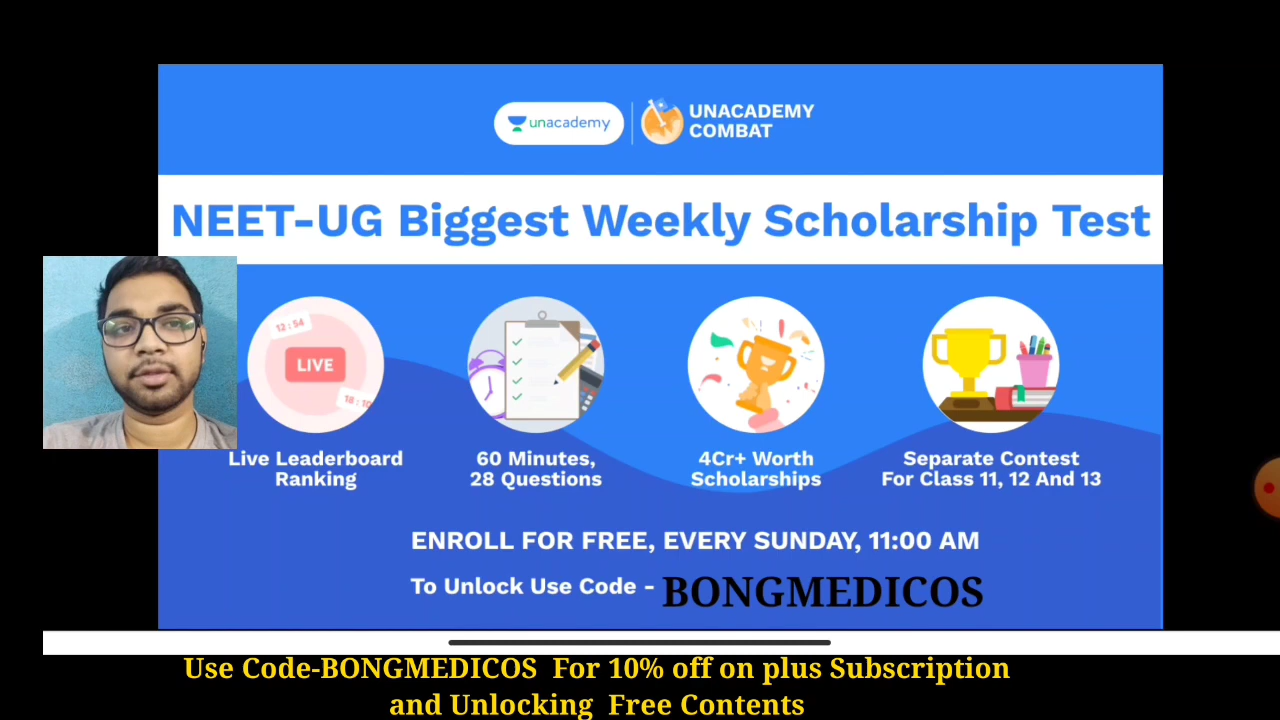 unacademy
UNACADEMY
COMBAT
NEET-UG Biggest Weekly Scholarship Test
12 : 54
LIVE
Live Leaderboard
Ranking
60 Minutes,
28 Questions
4Cr+ Worth
Scholarships
Separate Contest
For Class 11, 12 And 13
ENROLL FOR FREE, EVERY SUNDAY, 11:00 AM
To Unlock Use Code - BONGMEDICOS
Use Code-BONGMEDICOS For 10% off on plus Subscription
and Unlocking Free Contents